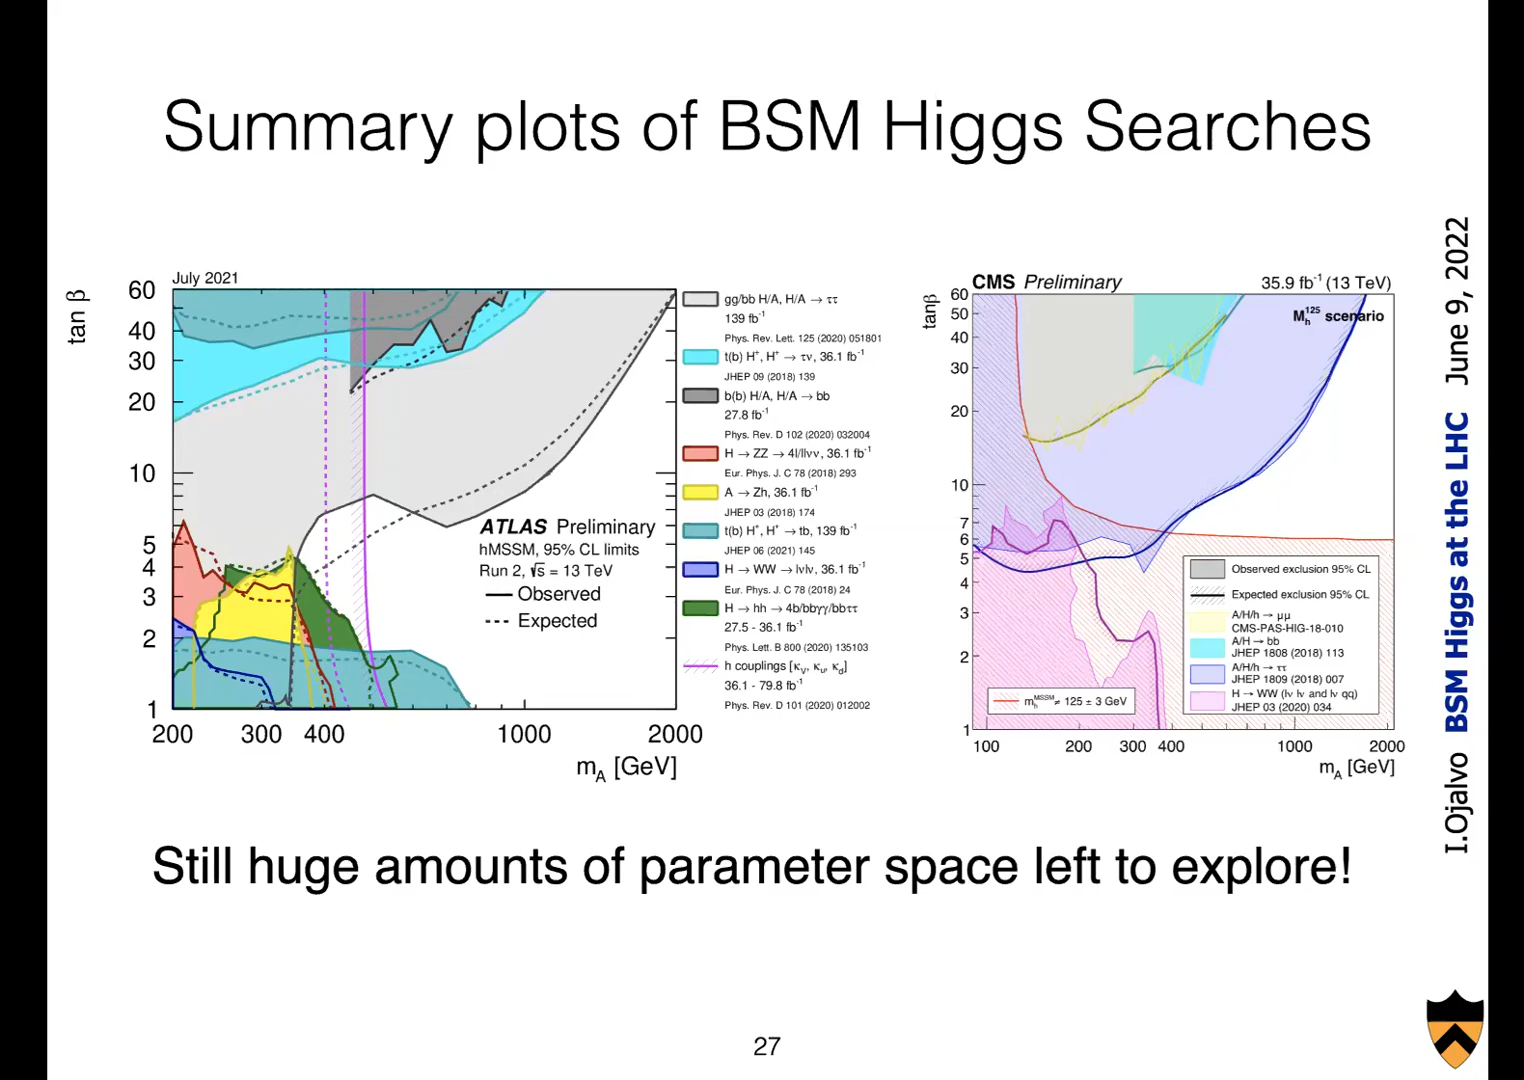 Summary plots of BSM Higgs Searches
July 2021
tan β
60
40
30
20
10
5
4
3
2
1
200 300 400 1000 2000
m_A [GeV]
ATLAS Preliminary
hMSSM, 95% CL limits
Run 2, √s = 13 TeV
Observed
Expected
gg/bb H/A, H/A → ττ
139 fb⁻¹
Phys. Rev. Lett. 125 (2020) 051801
t(b) H⁺, H⁺ → τν, 36.1 fb⁻¹
JHEP 09 (2018) 139
b(b) H/A, H/A → bb
27.8 fb⁻¹
Phys. Rev. D 102 (2020) 032004
H → ZZ → 4l/llνν, 36.1 fb⁻¹
Eur. Phys. J. C 78 (2018) 293
A → Zh, 36.1 fb⁻¹
JHEP 03 (2018) 174
t(b) H⁺, H⁺ → tb, 139 fb⁻¹
JHEP 06 (2021) 145
H → WW → lνlν, 36.1 fb⁻¹
Eur. Phys. J. C 78 (2018) 24
H → hh → 4b/bbγγ/bbττ
27.5 - 36.1 fb⁻¹
Phys. Lett. B 800 (2020) 135103
h couplings [κ_V, κ_u, κ_d]
36.1 - 79.8 fb⁻¹
Phys. Rev. D 101 (2020) 012002
CMS Preliminary
35.9 fb⁻¹ (13 TeV)
tanβ
60
50
40
30
20
10
7
6
5
4
3
2
1
100 200 300 400 1000 2000
m_A [GeV]
M_h^125 scenario
Observed exclusion 95% CL
Expected exclusion 95% CL
A/H/h → μμ
CMS-PAS-HIG-18-010
A/H → bb
JHEP 1808 (2018) 113
A/H/h → ττ
JHEP 1809 (2018) 007
H → WW (lν lν and lν qq)
JHEP 03 (2020) 034
m_h^MSSM ≠ 125 ± 3 GeV
Still huge amounts of parameter space left to explore!
27
I.Ojalvo BSM Higgs at the LHC June 9, 2022